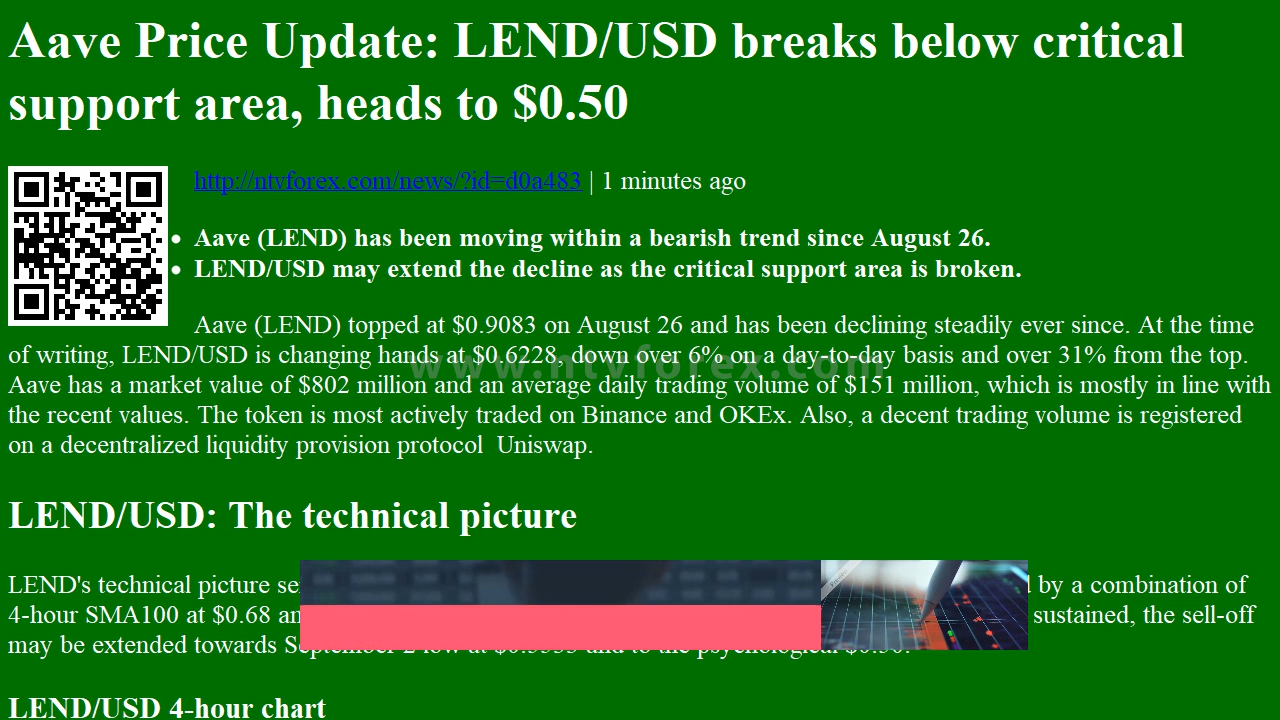 Aave Price Update: LEND/USD breaks below critical
support area, heads to $0.50
http://ntvforex.com/news/?id=d0a483 | 1 minutes ago
• Aave (LEND) has been moving within a bearish trend since August 26.
• LEND/USD may extend the decline as the critical support area is broken.
Aave (LEND) topped at $0.9083 on August 26 and has been declining steadily ever since. At the time
of writing, LEND/USD is changing hands at $0.6228, down over 6% on a day-to-day basis and over 31% from the top.
www.ntvforex.com
Aave has a market value of $802 million and an average daily trading volume of $151 million, which is mostly in line with
the recent values. The token is most actively traded on Binance and OKEx. Also, a decent trading volume is registered
on a decentralized liquidity provision protocol  Uniswap.
LEND/USD: The technical picture
LEND's technical picture by a combination of
4-hour SMA100 at $0.68 sustained, the sell-off
may be extended towards
LEND/USD 4-hour chart